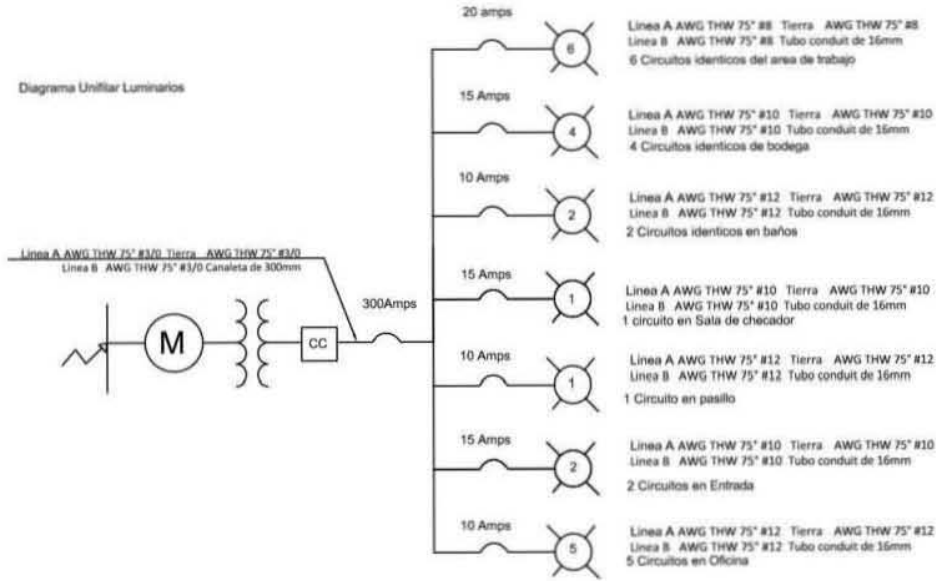 20 amps
Linea A AWG THW 75° #8 Tierra AWG THW 75° #8
Linea B AWG THW 75° #8 Tubo conduit de 16mm
6
6 Circuitos identicos del area de trabajo
Diagrama Unifilar Luminarios
15 Amps
Linea A AWG THW 75° #10 Tierra AWG THW 75° #10
Linea B AWG THW 75° #10 Tubo conduit de 16mm
4
4 Circuitos identicos de bodega
10 Amps
Linea A AWG THW 75° #12 Tierra AWG THW 75° #12
Linea B AWG THW 75° #12 Tubo conduit de 16mm
2
2 Circuitos identicos en baños
Linea A AWG THW 75° #3/0 Tierra AWG THW 75° #3/0
Linea B AWG THW 75° #3/0 Canaleta de 300mm
15 Amps
Linea A AWG THW 75° #10 Tierra AWG THW 75° #10
Linea B AWG THW 75° #10 Tubo conduit de 16mm
1
1 circuito en Sala de checador
300Amps
M
CC
10 Amps
Linea A AWG THW 75° #12 Tierra AWG THW 75° #12
Linea B AWG THW 75° #12 Tubo conduit de 16mm
1
1 Circuito en pasillo
15 Amps
Linea A AWG THW 75° #10 Tierra AWG THW 75° #10
Linea B AWG THW 75° #10 Tubo conduit de 16mm
2
2 Circuitos en Entrada
10 Amps
Linea A AWG THW 75° #12 Tierra AWG THW 75° #12
Linea B AWG THW 75° #12 Tubo conduit de 16mm
5
5 Circuitos en Oficina